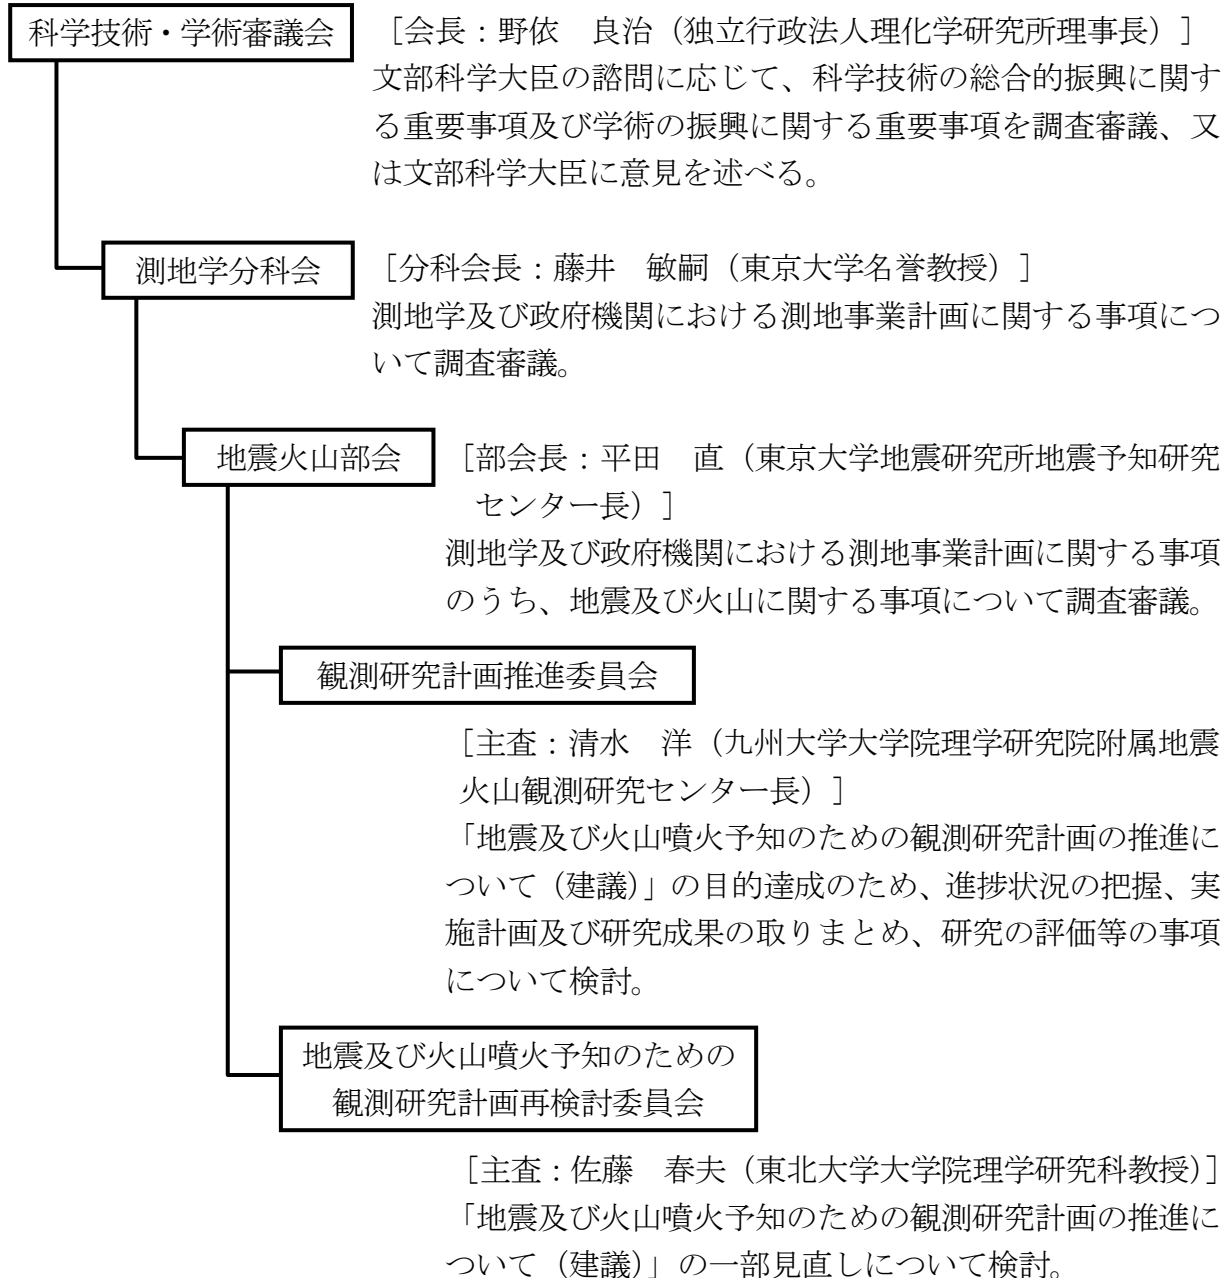 科学技術・学術審議会
［会長：野依　良治（独立行政法人理化学研究所理事長）］
文部科学大臣の諮問に応じて、科学技術の総合的振興に関す
る重要事項及び学術の振興に関する重要事項を調査審議、又
は文部科学大臣に意見を述べる。
測地学分科会
［分科会長：藤井　敏嗣（東京大学名誉教授）］
測地学及び政府機関における測地事業計画に関する事項につ
いて調査審議。
地震火山部会
［部会長：平田　直（東京大学地震研究所地震予知研究
センター長）］
測地学及び政府機関における測地事業計画に関する事項
のうち、地震及び火山に関する事項について調査審議。
観測研究計画推進委員会
［主査：清水　洋（九州大学大学院理学研究院附属地震
火山観測研究センター長）］
「地震及び火山噴火予知のための観測研究計画の推進に
ついて（建議）」の目的達成のため、進捗状況の把握、実
施計画及び研究成果の取りまとめ、研究の評価等の事項
について検討。
地震及び火山噴火予知のための
観測研究計画再検討委員会
［主査：佐藤　春夫（東北大学大学院理学研究科教授）］
「地震及び火山噴火予知のための観測研究計画の推進に
ついて（建議）」の一部見直しについて検討。